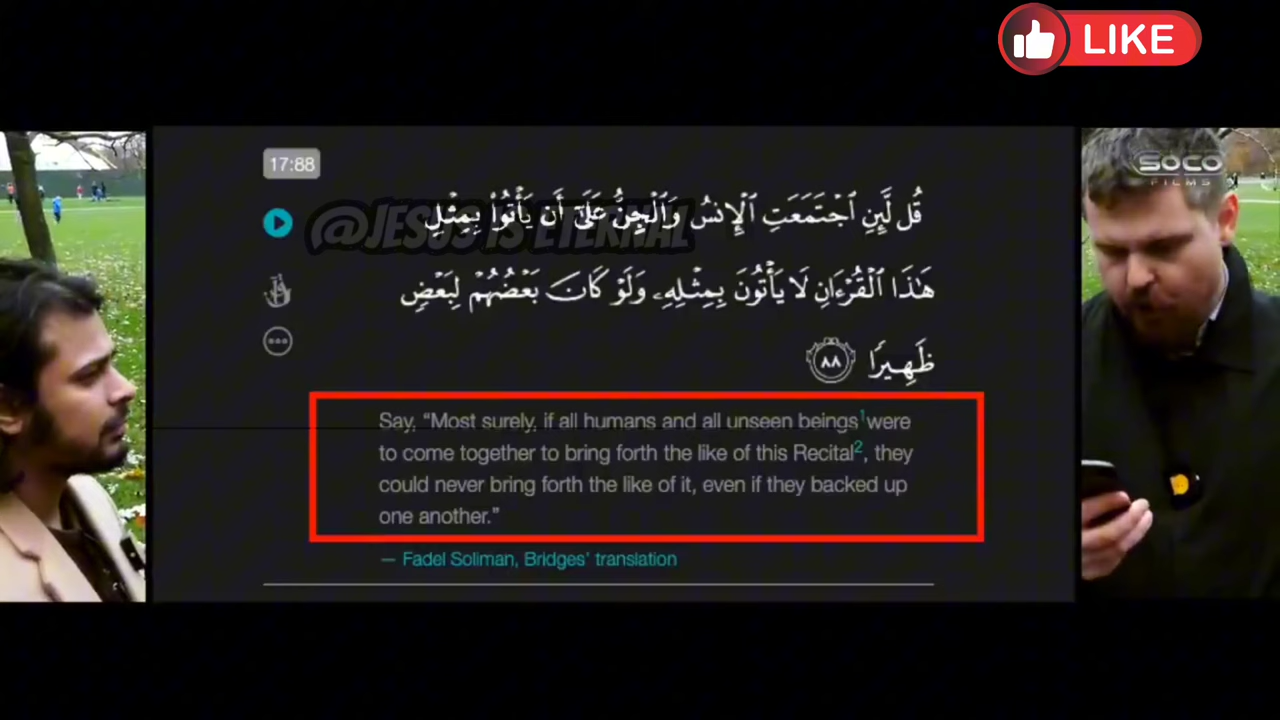 LIKE
SOCO
FILMS
17:88
قُل لَّئِنِ ٱجْتَمَعَتِ ٱلْإِنسُ وَٱلْجِنُّ عَلَىٰٓ أَن يَأْتُوا۟ بِمِثْلِ
@JESUS IS ETERNAL
هَٰذَا ٱلْقُرْءَانِ لَا يَأْتُونَ بِمِثْلِهِۦ وَلَوْ كَانَ بَعْضُهُمْ لِبَعْضٍ
ظَهِيرًا ٨٨
Say, “Most surely, if all humans and all unseen beings¹ were
to come together to bring forth the like of this Recital², they
could never bring forth the like of it, even if they backed up
one another.”
— Fadel Soliman, Bridges’ translation